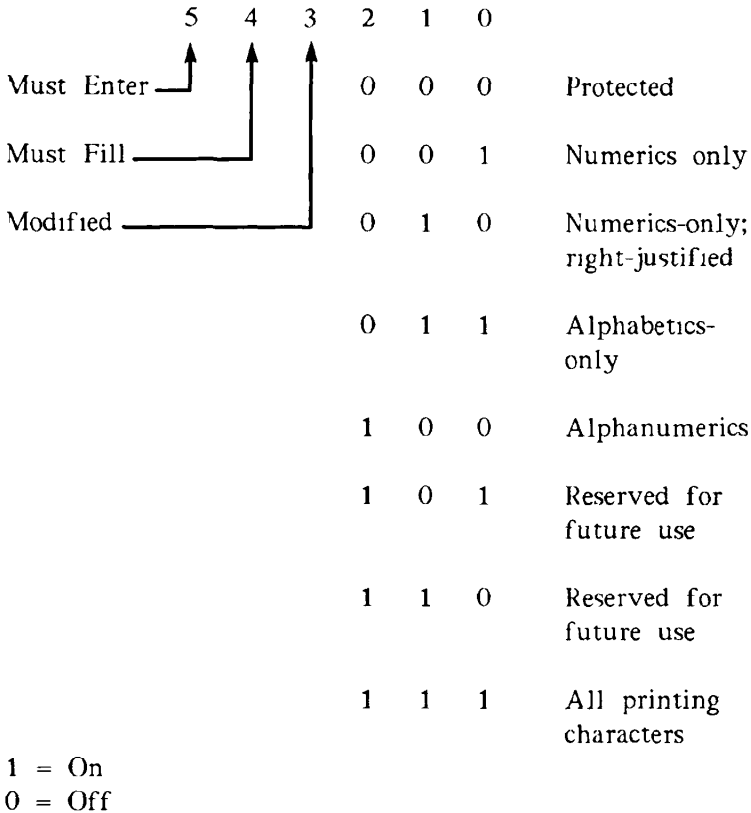 5 4 3 2 1 0
Must Enter 0 0 0 Protected
Must Fill 0 0 1 Numerics only
Modified 0 1 0 Numerics-only;
right-justified
0 1 1 Alphabetics-
only
1 0 0 Alphanumerics
1 0 1 Reserved for
future use
1 1 0 Reserved for
future use
1 1 1 All printing
characters
1 = On
0 = Off